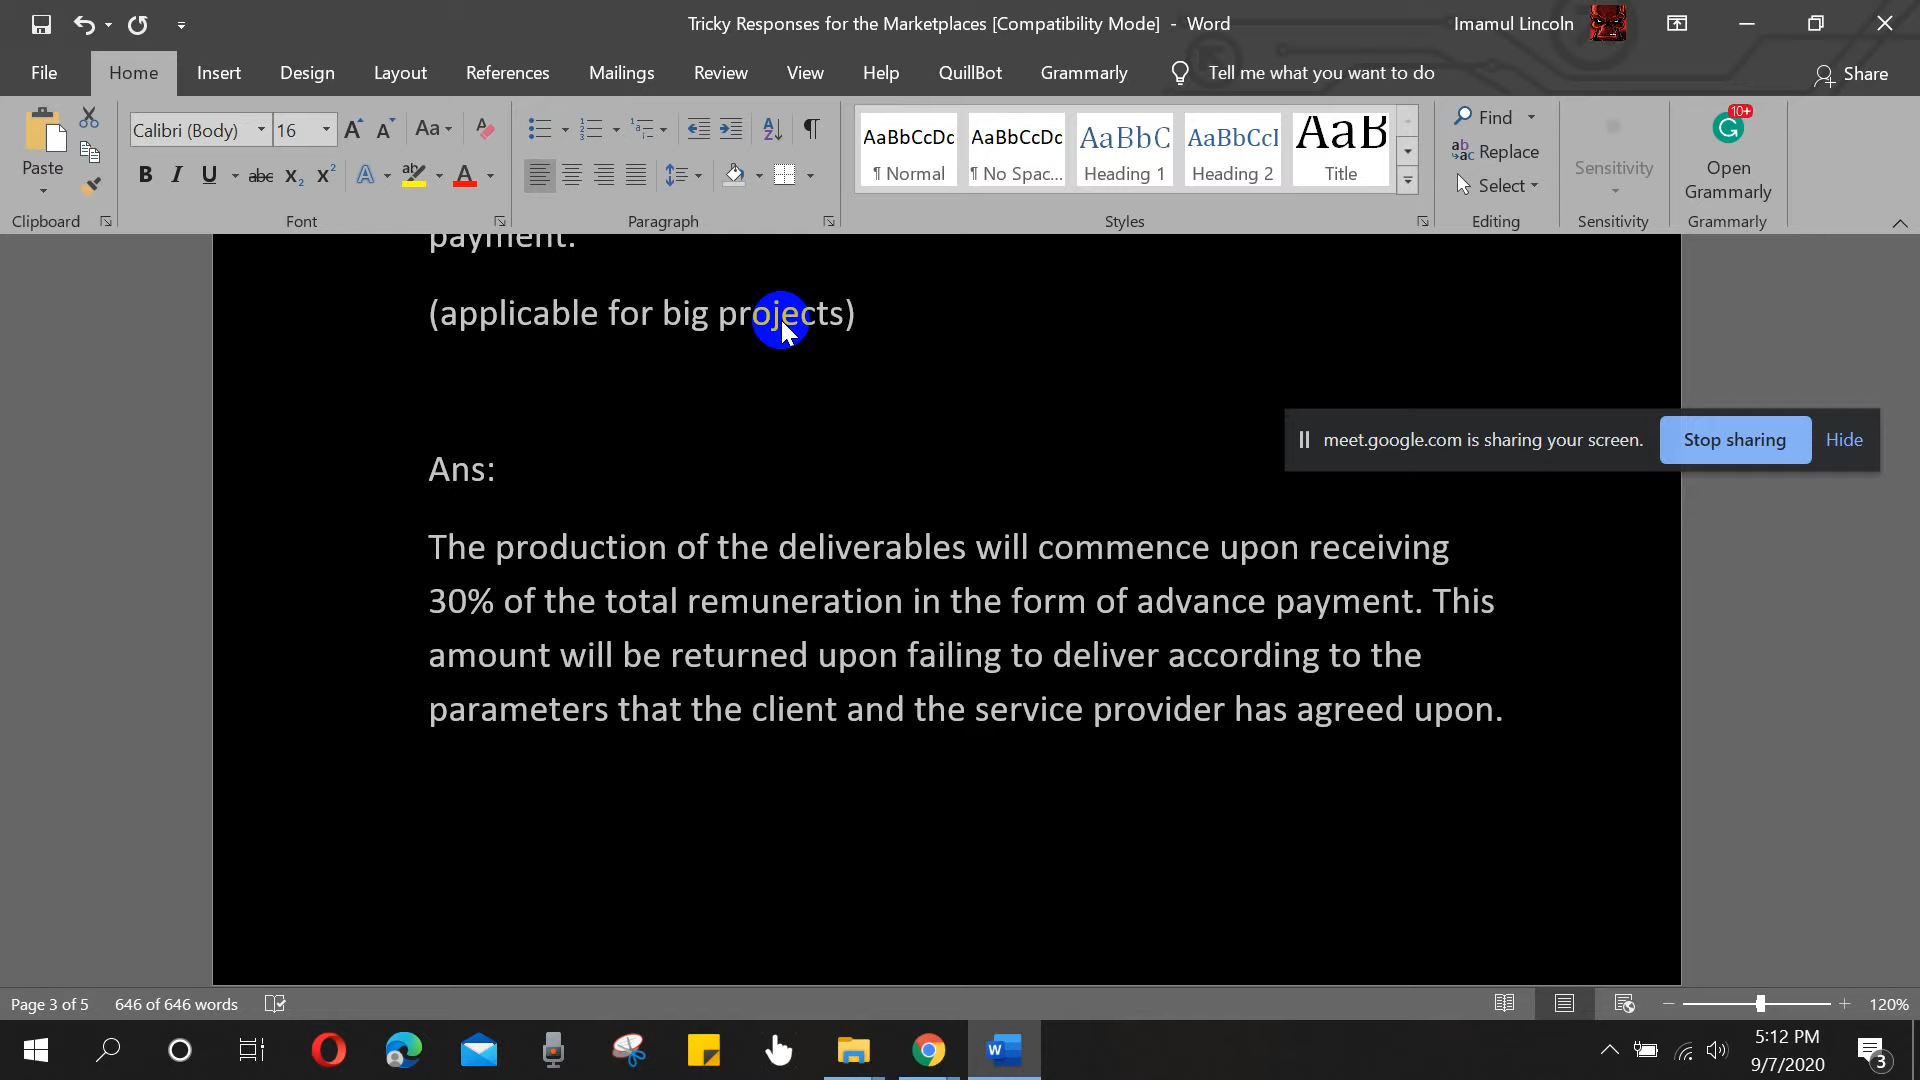 Tricky Responses for the Marketplaces [Compatibility Mode] - Word
Imamul Lincoln
File Home Insert Design Layout References Mailings Review View Help QuillBot Grammarly Tell me what you want to do Share
Paste
Clipboard
Calibri (Body) 16
Aa
B I U abc X₂ X²
Font
Paragraph
AaBbCcDc AaBbCcDc AaBbC AaBbCcI AaB
¶ Normal ¶ No Spac... Heading 1 Heading 2 Title
Styles
Find
Replace
Select
Editing
Sensitivity
Sensitivity
10+
Open
Grammarly
Grammarly
payment.
(applicable for big projects)
meet.google.com is sharing your screen. Stop sharing Hide
Ans:
The production of the deliverables will commence upon receiving
30% of the total remuneration in the form of advance payment. This
amount will be returned upon failing to deliver according to the
parameters that the client and the service provider has agreed upon.
Page 3 of 5 646 of 646 words 120%
5:12 PM
9/7/2020
3